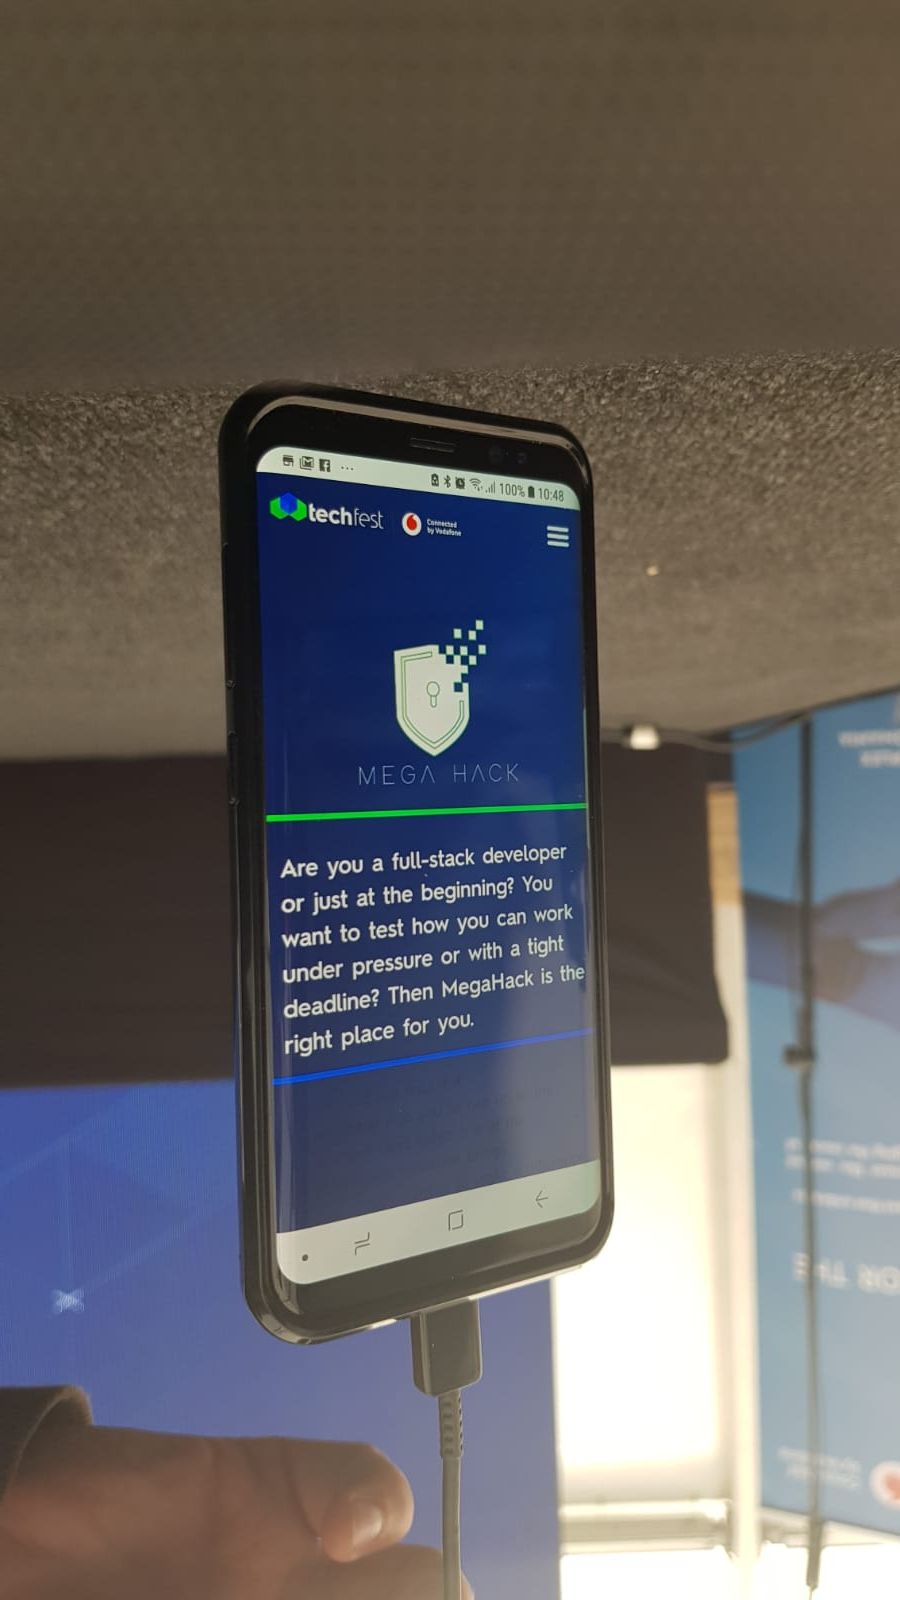 100% 10:48
techfest
Connected
by Vodafone
MEGA HACK
Are you a full-stack developer
or just at the beginning? You
want to test how you can work
under pressure or with a tight
deadline? Then MegaHack is the
right place for you.
OR THE